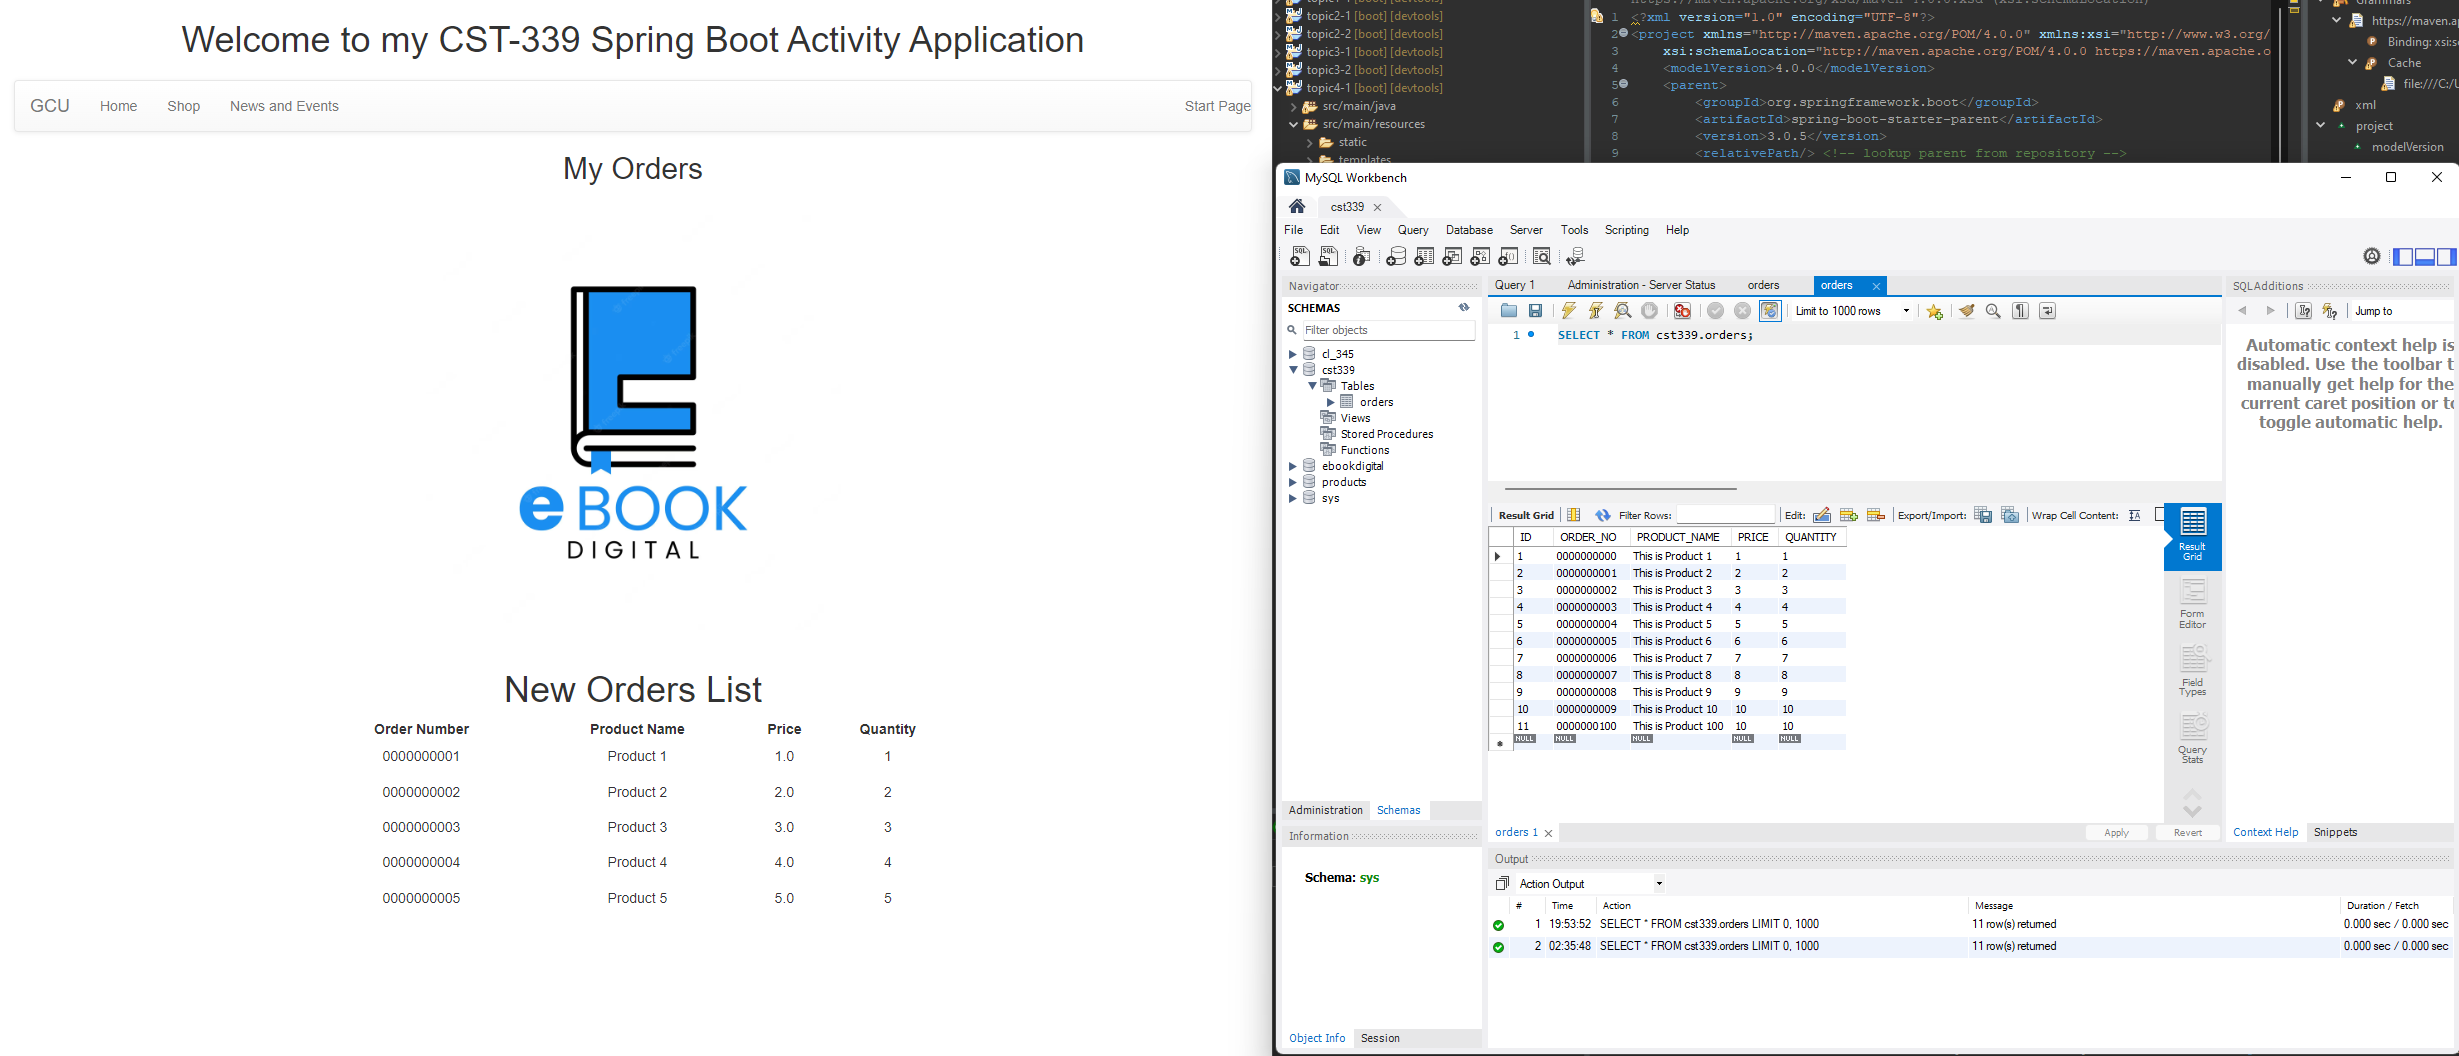 Welcome to my CST-339 Spring Boot Activity Application
GCU Home Shop News and Events Start Page
My Orders
e BOOK
DIGITAL
New Orders List
Order Number Product Name Price Quantity
0000000001 Product 1 1.0 1
0000000002 Product 2 2.0 2
0000000003 Product 3 3.0 3
0000000004 Product 4 4.0 4
0000000005 Product 5 5.0 5
topic2-1 [boot] [devtools]
topic2-2 [boot] [devtools]
topic3-1 [boot] [devtools]
topic3-2 [boot] [devtools]
topic4-1 [boot] [devtools]
src/main/java
src/main/resources
static
templates
1 <?xml version="1.0" encoding="UTF-8"?>
2 <project xmlns="http://maven.apache.org/POM/4.0.0" xmlns:xsi="http://www.w3.org/
3 xsi:schemaLocation="http://maven.apache.org/POM/4.0.0 https://maven.apache.o
4 <modelVersion>4.0.0</modelVersion>
5 <parent>
6 <groupId>org.springframework.boot</groupId>
7 <artifactId>spring-boot-starter-parent</artifactId>
8 <version>3.0.5</version>
9 <relativePath/> <!-- lookup parent from repository -->
Grammars
https://maven.ap
Binding: xsi:s
Cache
file:///C:/U
xml
project
modelVersion
MySQL Workbench
cst339
File Edit View Query Database Server Tools Scripting Help
Navigator
SCHEMAS
Filter objects
cl_345
cst339
Tables
orders
Views
Stored Procedures
Functions
ebookdigital
products
sys
Administration Schemas
Information
Schema: sys
Object Info Session
Query 1 Administration - Server Status orders orders
Limit to 1000 rows
1 SELECT * FROM cst339.orders;
Result Grid Filter Rows: Edit: Export/Import: Wrap Cell Content:
ID ORDER_NO PRODUCT_NAME PRICE QUANTITY
1 0000000000 This is Product 1 1 1
2 0000000001 This is Product 2 2 2
3 0000000002 This is Product 3 3 3
4 0000000003 This is Product 4 4 4
5 0000000004 This is Product 5 5 5
6 0000000005 This is Product 6 6 6
7 0000000006 This is Product 7 7 7
8 0000000007 This is Product 8 8 8
9 0000000008 This is Product 9 9 9
10 0000000009 This is Product 10 10 10
11 0000000100 This is Product 100 10 10
NULL NULL NULL NULL NULL
Result
Grid
Form
Editor
Field
Types
Query
Stats
orders 1 Apply Revert
SQLAdditions
Jump to
Automatic context help is
disabled. Use the toolbar t
manually get help for the
current caret position or to
toggle automatic help.
Context Help Snippets
Output
Action Output
# Time Action Message Duration / Fetch
1 19:53:52 SELECT * FROM cst339.orders LIMIT 0, 1000 11 row(s) returned 0.000 sec / 0.000 sec
2 02:35:48 SELECT * FROM cst339.orders LIMIT 0, 1000 11 row(s) returned 0.000 sec / 0.000 sec